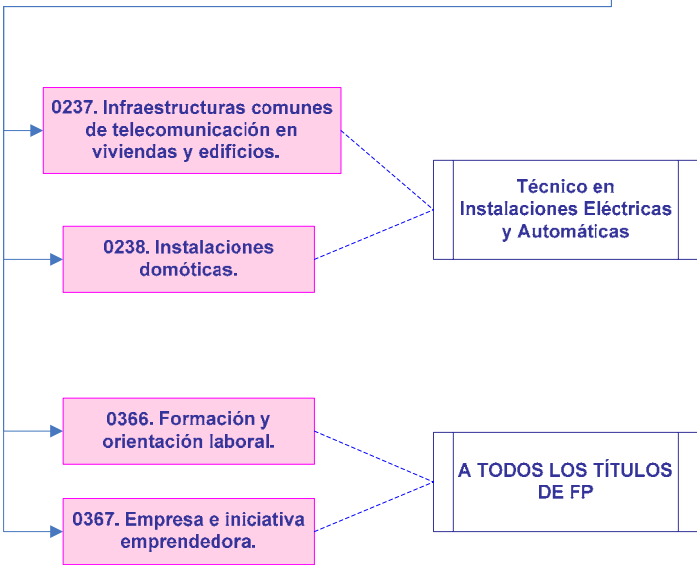 0237. Infraestructuras comunes
de telecomunicación en
viviendas y edificios.
Técnico en
Instalaciones Eléctricas
y Automáticas
0238. Instalaciones
domóticas.
0366. Formación y
orientación laboral.
A TODOS LOS TÍTULOS
DE FP
0367. Empresa e iniciativa
emprendedora.